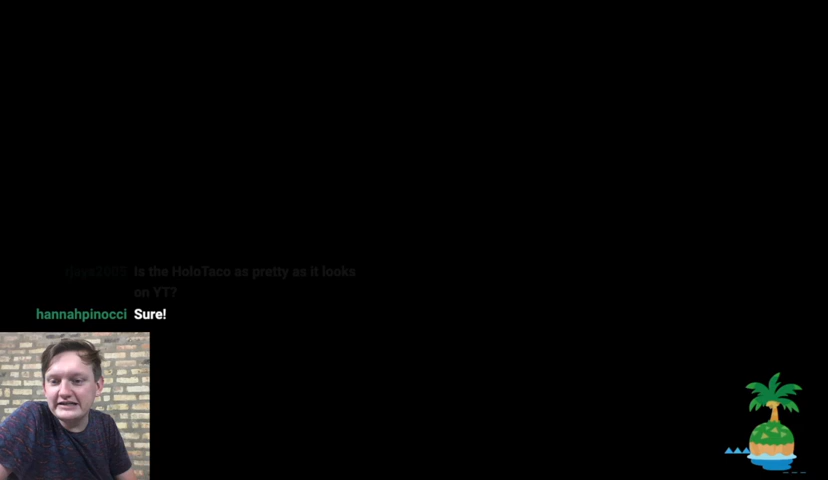 Is the HoloTaco as pretty as it looks
on YT?
hannahpinocci Sure!